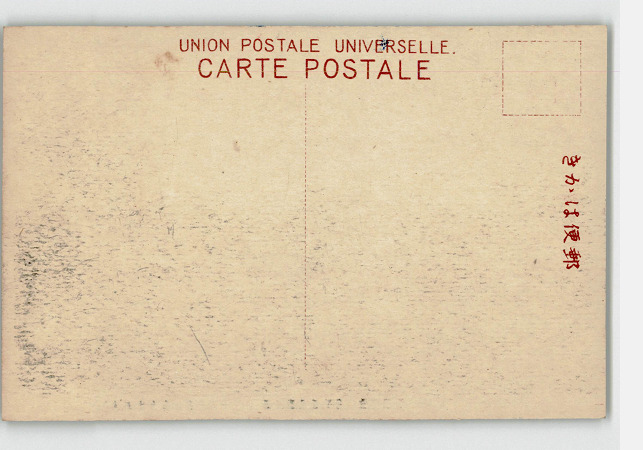 UNION POSTALE UNIVERSELLE.
CARTE POSTALE
きかは便郵